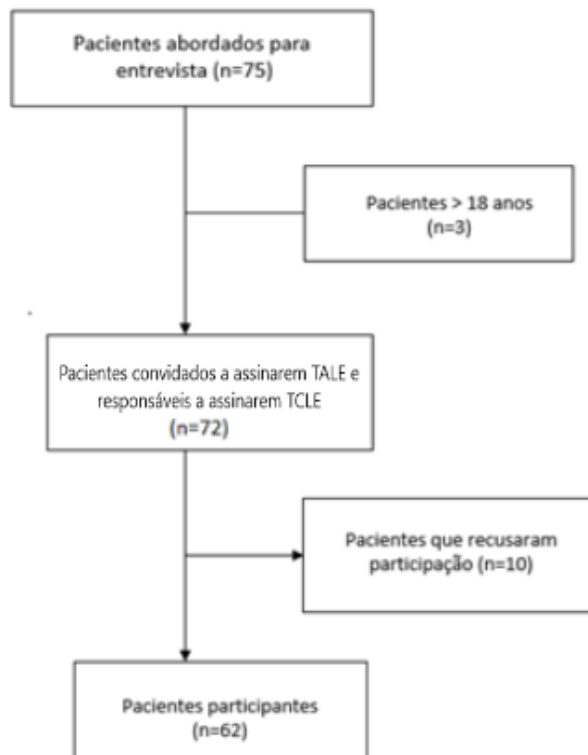 Pacientes abordados para
entrevista (n=75)
Pacientes > 18 anos
(n=3)
Pacientes convidados a assinarem TALE e
responsáveis a assinarem TCLE
(n=72)
Pacientes que recusaram
participação (n=10)
Pacientes participantes
(n=62)